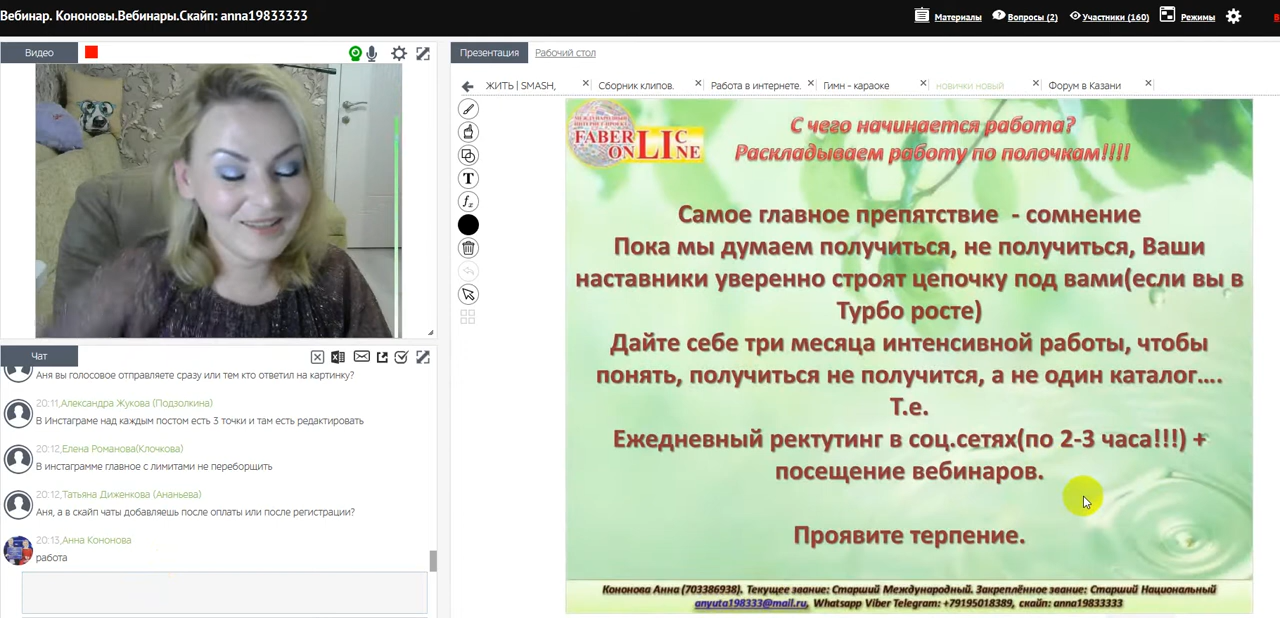 Вебинар. Кононовы.Вебинары.Скайп: anna19833333
Материалы
Вопросы (2)
Участники (160)
Режимы
Видео
Презентация
Рабочий стол
ЖИТЬ | SMASH,
Сборник клипов.
Работа в интернете.
Гимн - караоке
новички новый
Форум в Казани
T
fx
МЕЖДУНАРОДНЫЙ
ИНТЕРНЕТ-ПРОЕКТ
FABERLIC
ONLINE
С чего начинается работа?
Раскладываем работу по полочкам!!!!
Самое главное препятствие - сомнение
Пока мы думаем получиться, не получиться, Ваши
наставники уверенно строят цепочку под вами(если вы в
Турбо росте)
Дайте себе три месяца интенсивной работы, чтобы
понять, получиться не получится, а не один каталог....
Т.е.
Ежедневный ректутинг в соц.сетях(по 2-3 часа!!!) +
посещение вебинаров.
Проявите терпение.
Кононова Анна (703386938). Текущее звание: Старший Международный. Закреплённое звание: Старший Национальный
anyuta198333@mail.ru, Whatsapp Viber Telegram: +79195018389, скайп: anna19833333
Чат
Аня вы голосовое отправляете сразу или тем кто ответил на картинку?
20:11,Александра Жукова (Подзолкина)
В Инстаграме над каждым постом есть 3 точки и там есть редактировать
20:12,Елена Романова(Клочкова)
В инстаграмме главное с лимитами не переборщить
20:12,Татьяна Диженкова (Ананьева)
Аня, а в скайп чаты добавляешь после оплаты или после регистрации?
20:13,Анна Кононова
работа